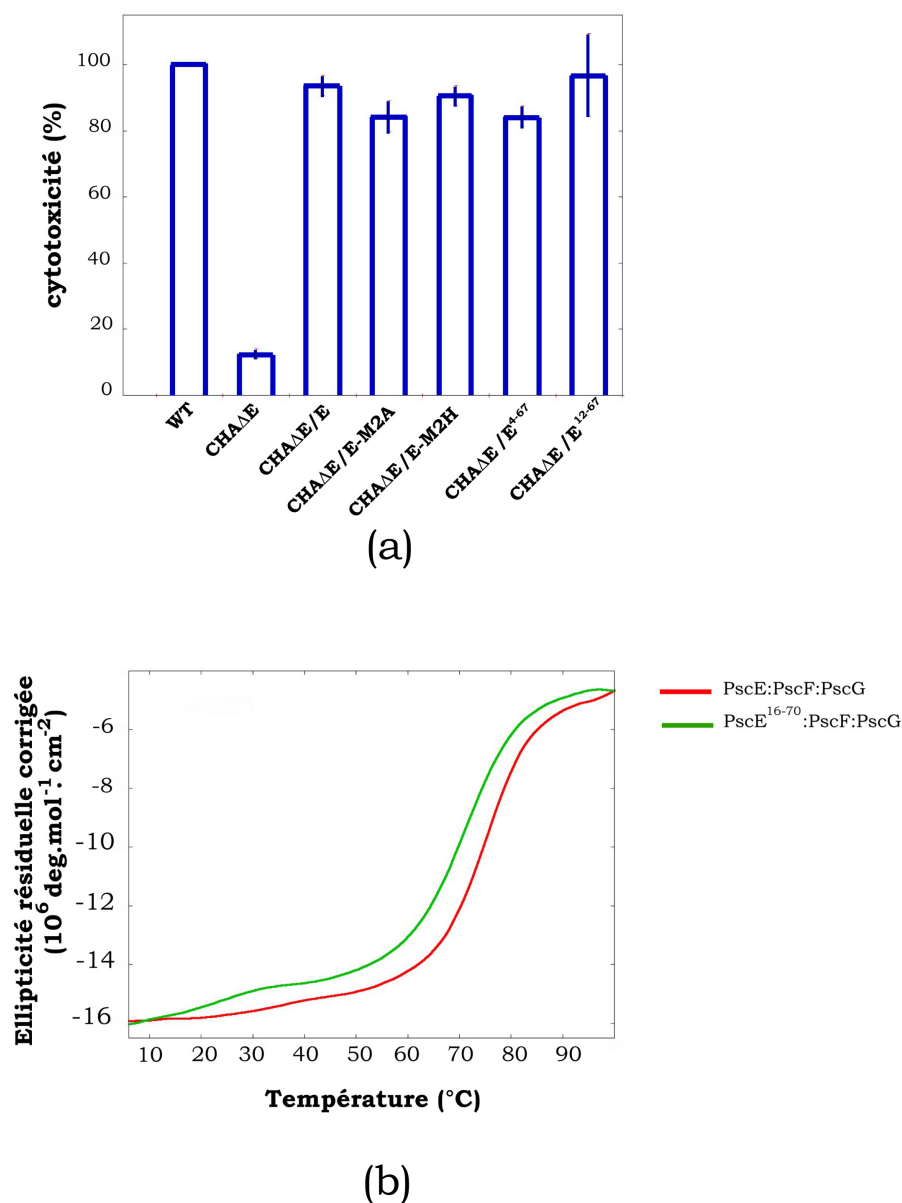 100
80
60
40
20
0
cytotoxicité (%)
WT
CHAΔE
CHAΔE/E
CHAΔE/E-M2A
CHAΔE/E-M2H
CHAΔE/E⁴⁻⁶⁷
CHAΔE/E¹²⁻⁶⁷
(a)
Ellipticité résiduelle corrigée
(10⁶ deg.mol⁻¹.cm⁻²)
-6
-8
-10
-12
-14
-16
10 20 30 40 50 60 70 80 90
Température (°C)
PscE:PscF:PscG
PscE¹⁶⁻⁷⁰:PscF:PscG
(b)